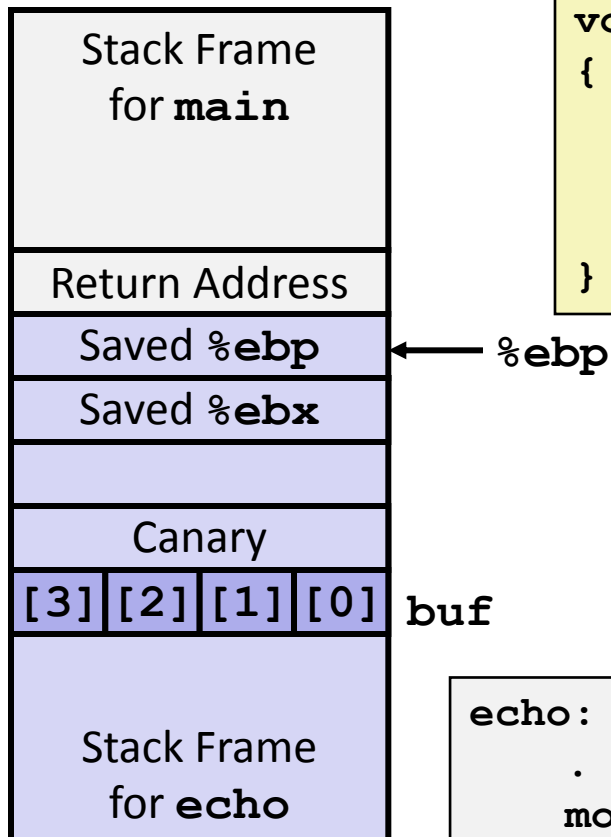 Stack Frame
for main
Return Address
Saved %ebp
%ebp
Saved %ebx
Canary
[3] [2] [1] [0]
buf
Stack Frame
for echo
{
}
echo:
.